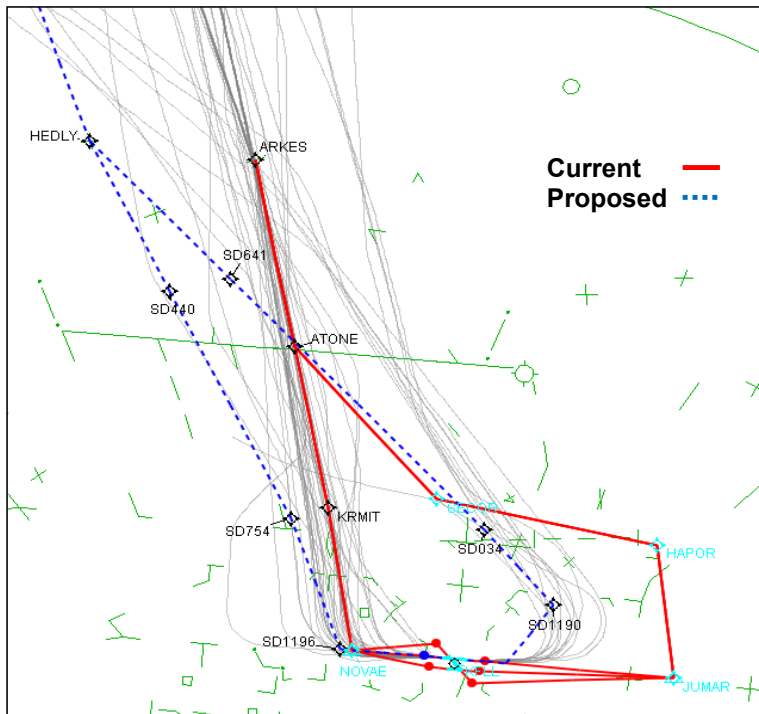 HEDLY
ARKES
Current
Proposed
SD641
SD440
ATONE
KRMIT
SD754
SD034
HAPOR
SD1190
SD1196
NOVAE
JUMAR